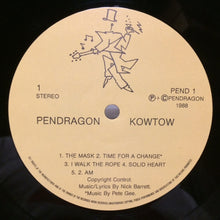 1
STEREO
PEND 1
℗+©PENDRAGON
1988
PENDRAGON KOWTOW
1. THE MASK 2. TIME FOR A CHANGE*
3. I WALK THE ROPE 4. SOLID HEART
5. 2. AM
Copyright Control.
Music/Lyrics By Nick Barrett.
*Music By Pete Gee.